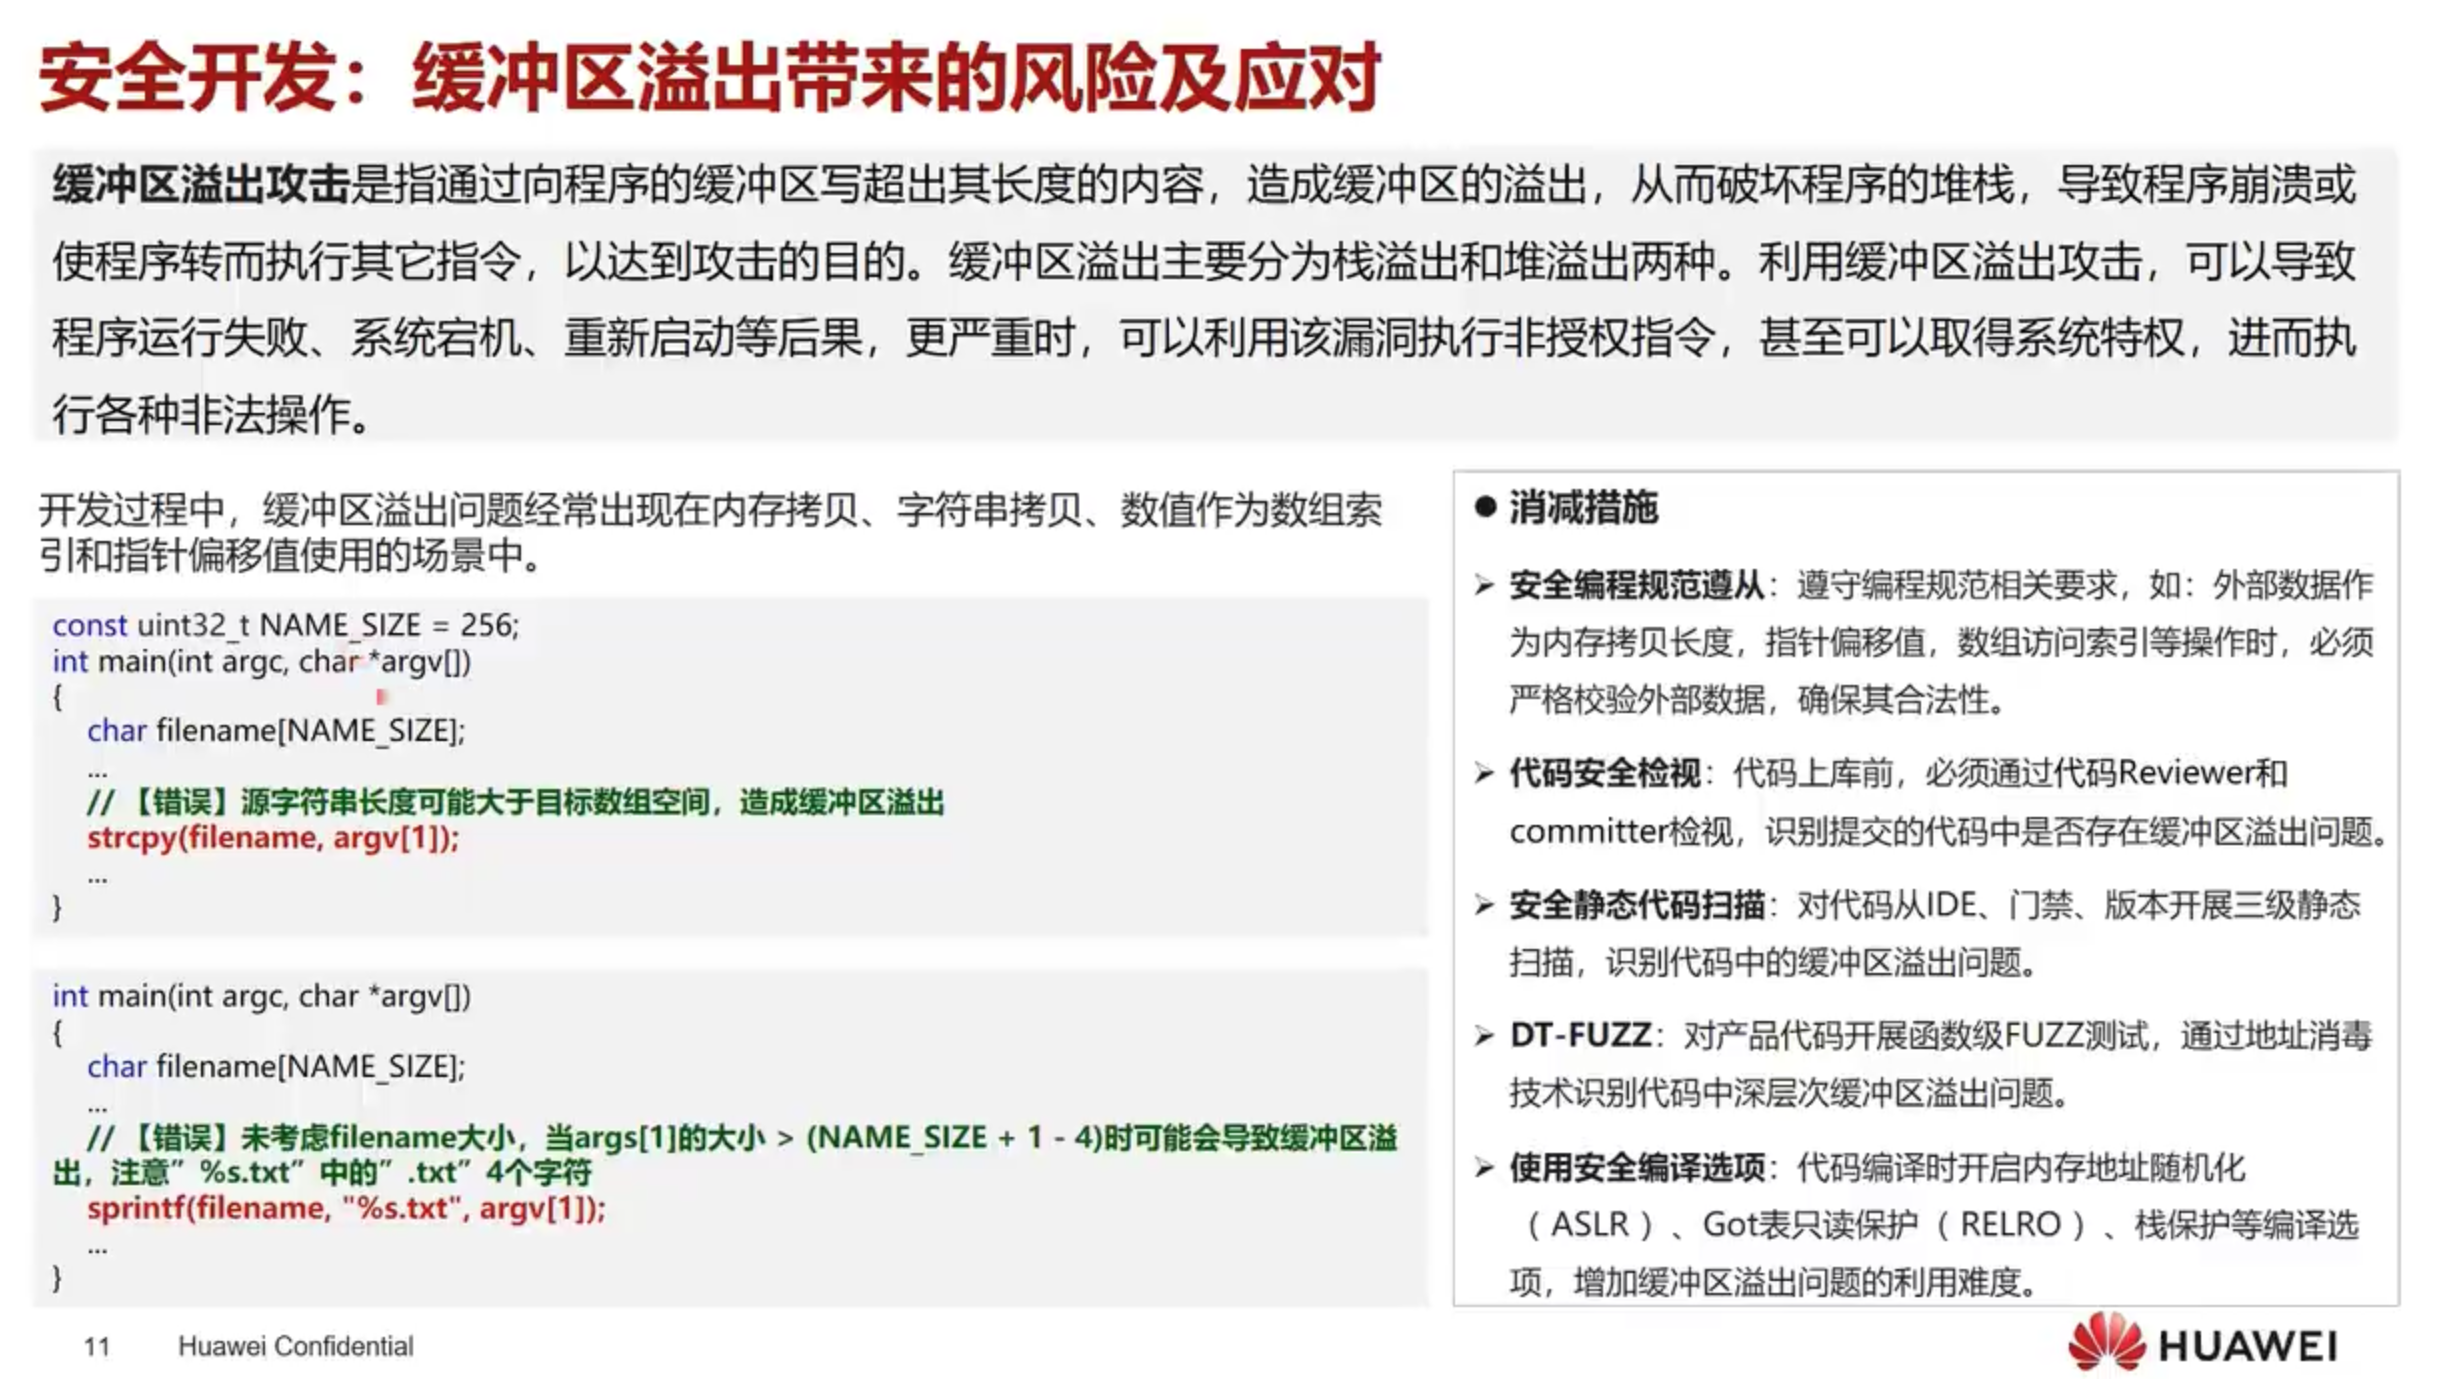 安全开发：缓冲区溢出带来的风险及应对
缓冲区溢出攻击是指通过向程序的缓冲区写超出其长度的内容，造成缓冲区的溢出，从而破坏程序的堆栈，导致程序崩溃或
使程序转而执行其它指令，以达到攻击的目的。缓冲区溢出主要分为栈溢出和堆溢出两种。利用缓冲区溢出攻击，可以导致
程序运行失败、系统宕机、重新启动等后果，更严重时，可以利用该漏洞执行非授权指令，甚至可以取得系统特权，进而执
行各种非法操作。
开发过程中，缓冲区溢出问题经常出现在内存拷贝、字符串拷贝、数值作为数组索
引和指针偏移值使用的场景中。
const uint32_t NAME_SIZE = 256;
int main(int argc, char *argv[])
{
char filename[NAME_SIZE];
...
// 【错误】源字符串长度可能大于目标数组空间，造成缓冲区溢出
strcpy(filename, argv[1]);
...
}
int main(int argc, char *argv[])
{
char filename[NAME_SIZE];
...
// 【错误】未考虑filename大小，当args[1]的大小 > (NAME_SIZE + 1 - 4)时可能会导致缓冲区溢
出，注意”%s.txt”中的”.txt”4个字符
sprintf(filename, "%s.txt", argv[1]);
...
}
● 消减措施
➢ 安全编程规范遵从：遵守编程规范相关要求，如：外部数据作
为内存拷贝长度，指针偏移值，数组访问索引等操作时，必须
严格校验外部数据，确保其合法性。
➢ 代码安全检视：代码上库前，必须通过代码Reviewer和
committer检视，识别提交的代码中是否存在缓冲区溢出问题。
➢ 安全静态代码扫描：对代码从IDE、门禁、版本开展三级静态
扫描，识别代码中的缓冲区溢出问题。
➢ DT-FUZZ：对产品代码开展函数级FUZZ测试，通过地址消毒
技术识别代码中深层次缓冲区溢出问题。
➢ 使用安全编译选项：代码编译时开启内存地址随机化
（ASLR）、Got表只读保护（RELRO）、栈保护等编译选
项，增加缓冲区溢出问题的利用难度。
11 Huawei Confidential
HUAWEI